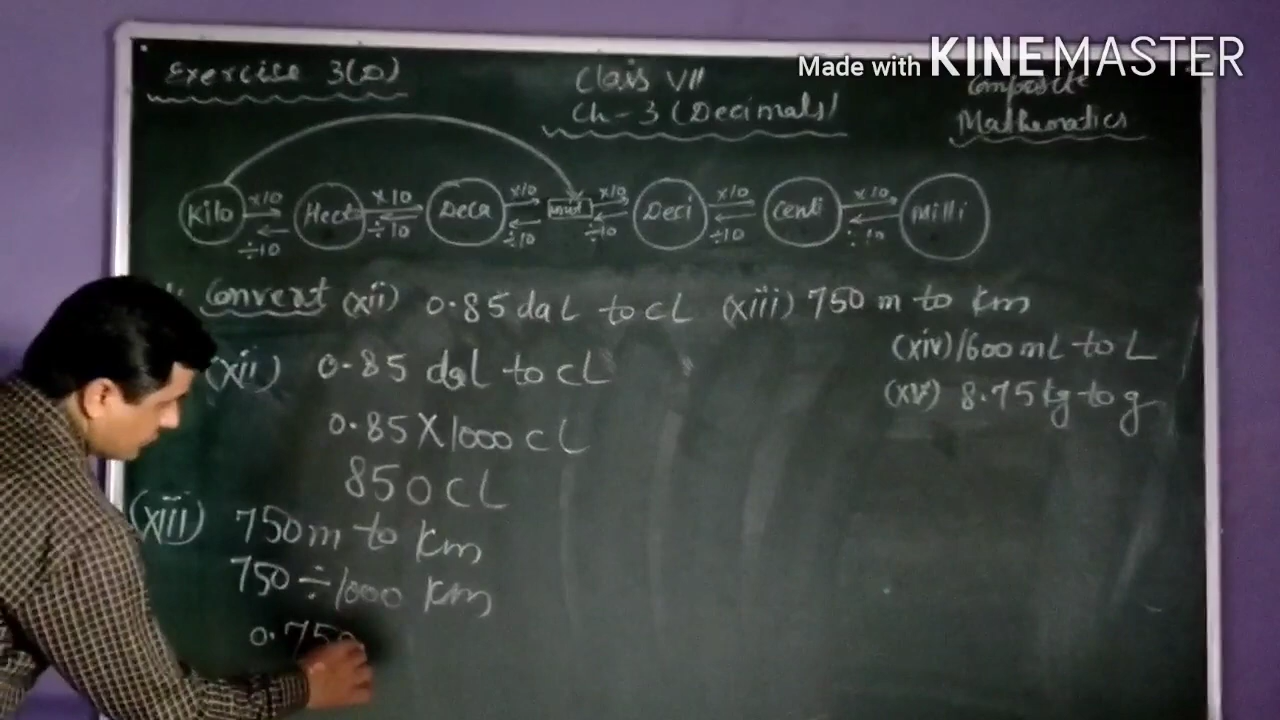 Made with KINEMASTER
Exercise 3(D)
Class VII
Ch-3 (Decimals)
Composite
Mathematics
Kilo ×10 ÷10 Hecto ×10 ÷10 Deca ×10 ÷10 unit ×10 ÷10 Deci ×10 ÷10 Centi ×10 ÷10 Milli
Convert (xii) 0.85 daL to cL (xiii) 750 m to km
(xiv) 1600 mL to L
(xv) 8.75 kg to g
(xii) 0.85 daL to cL
0.85 X 1000 cL
850 cL
(xiii) 750 m to km
750 ÷ 1000 km
0.750